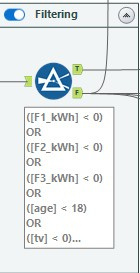 Filtering
T
F
([F1_kWh] < 0)
OR
([F2_kWh] < 0)
OR
([F3_kWh] < 0)
OR
([age] < 18)
OR
([tv] < 0)...